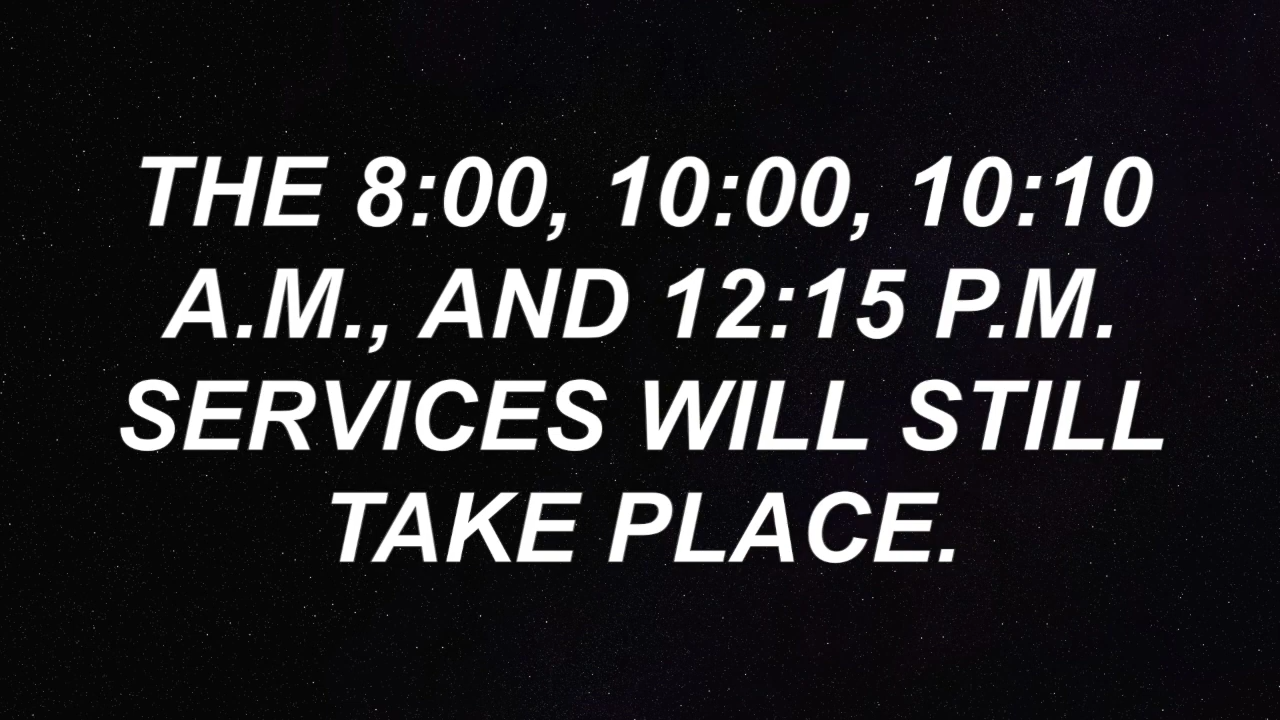 THE 8:00, 10:00, 10:10
A.M., AND 12:15 P.M.
SERVICES WILL STILL
TAKE PLACE.